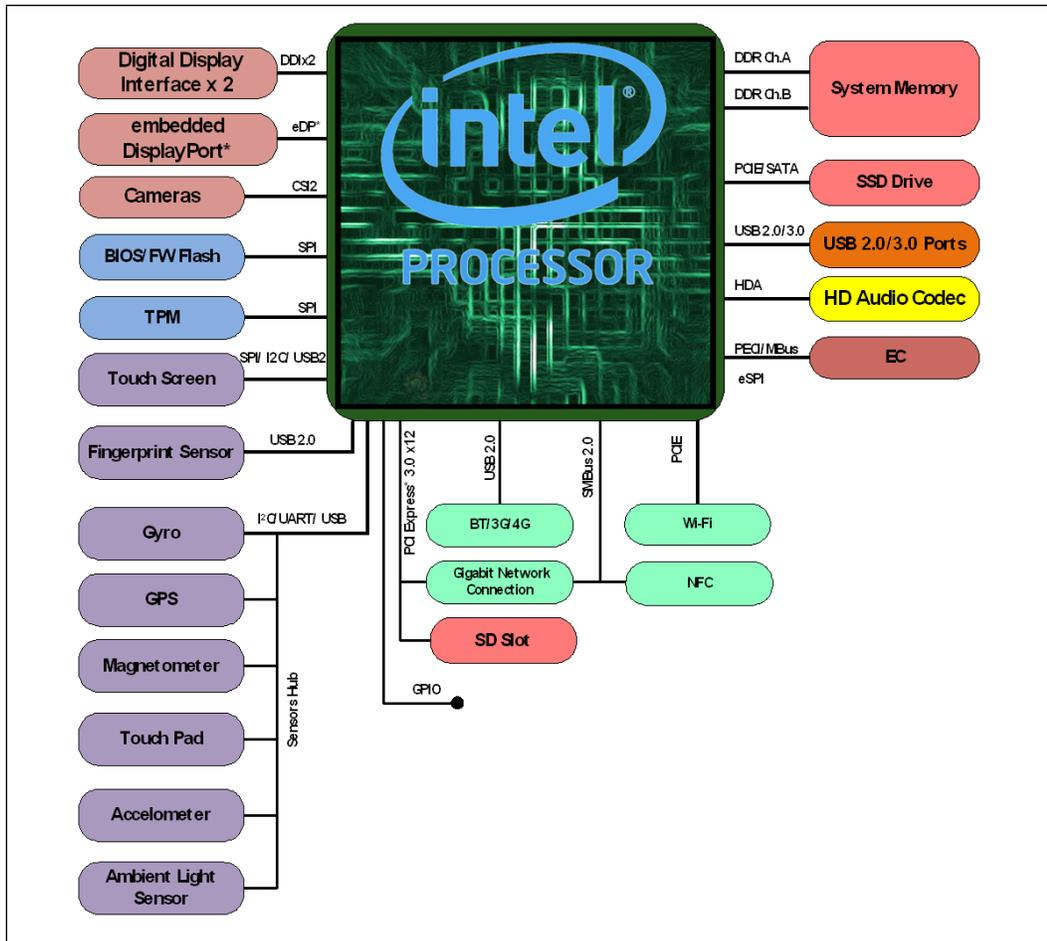 Digital Display
Interface x 2
DDIx2
embedded
DisplayPort*
eDP*
Cameras
CSI2
BIOS/FW Flash
SPI
TPM
SPI
Touch Screen
SPI/ I2C/ USB2
Fingerprint Sensor
USB 2.0
Gyro
I²C/UART/ USB
GPS
Magnetometer
Touch Pad
Accelometer
Ambient Light
Sensor
Sensors Hub
intel®
PROCESSOR
DDR Ch.A
DDR Ch.B
System Memory
PCIE/SATA
SSD Drive
USB 2.0/3.0
USB 2.0/3.0 Ports
HDA
HD Audio Codec
PECI/MBus
eSPI
EC
PCI Express* 3.0 x12
USB 2.0
SMBus 2.0
PCIE
BT/3G/4G
Wi-Fi
Gigabit Network
Connection
NFC
SD Slot
GPIO